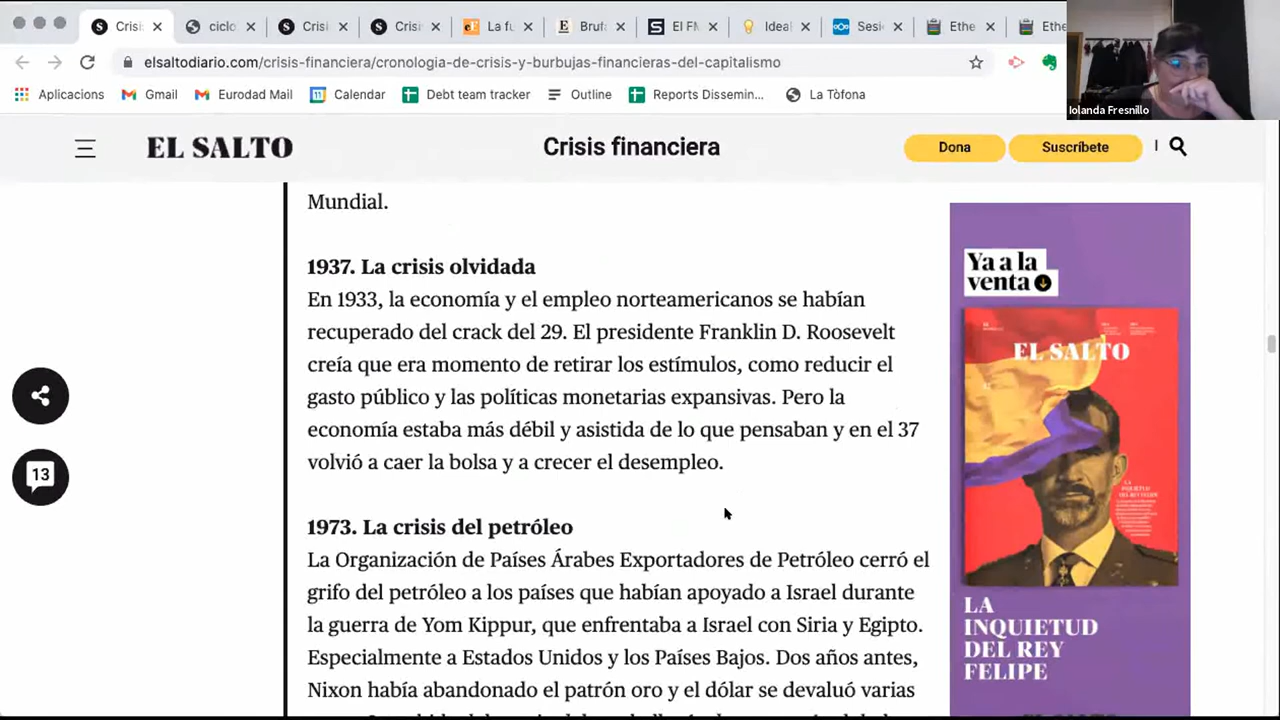 Crisi
ciclo
Crisi
Crisi
La fu
Bruf
El FM
Ideal
Sesi
Ethe
Ethe
elsaltodiario.com/crisis-financiera/cronologia-de-crisis-y-burbujas-financieras-del-capitalismo
Aplicacions
Gmail
Eurodad Mail
Calendar
Debt team tracker
Outline
Reports Dissemin...
La Tòfona
Iolanda Fresnillo
EL SALTO
Crisis financiera
Dona
Suscríbete
Mundial.
1937. La crisis olvidada
En 1933, la economía y el empleo norteamericanos se habían
recuperado del crack del 29. El presidente Franklin D. Roosevelt
creía que era momento de retirar los estímulos, como reducir el
gasto público y las políticas monetarias expansivas. Pero la
economía estaba más débil y asistida de lo que pensaban y en el 37
volvió a caer la bolsa y a crecer el desempleo.
1973. La crisis del petróleo
La Organización de Países Árabes Exportadores de Petróleo cerró el
grifo del petróleo a los países que habían apoyado a Israel durante
la guerra de Yom Kippur, que enfrentaba a Israel con Siria y Egipto.
Especialmente a Estados Unidos y los Países Bajos. Dos años antes,
Nixon había abandonado el patrón oro y el dólar se devaluó varias
13
Ya a la
venta
EL SALTO
LA
INQUIETUD
DEL REY FELIPE
LA
INQUIETUD
DEL REY
FELIPE